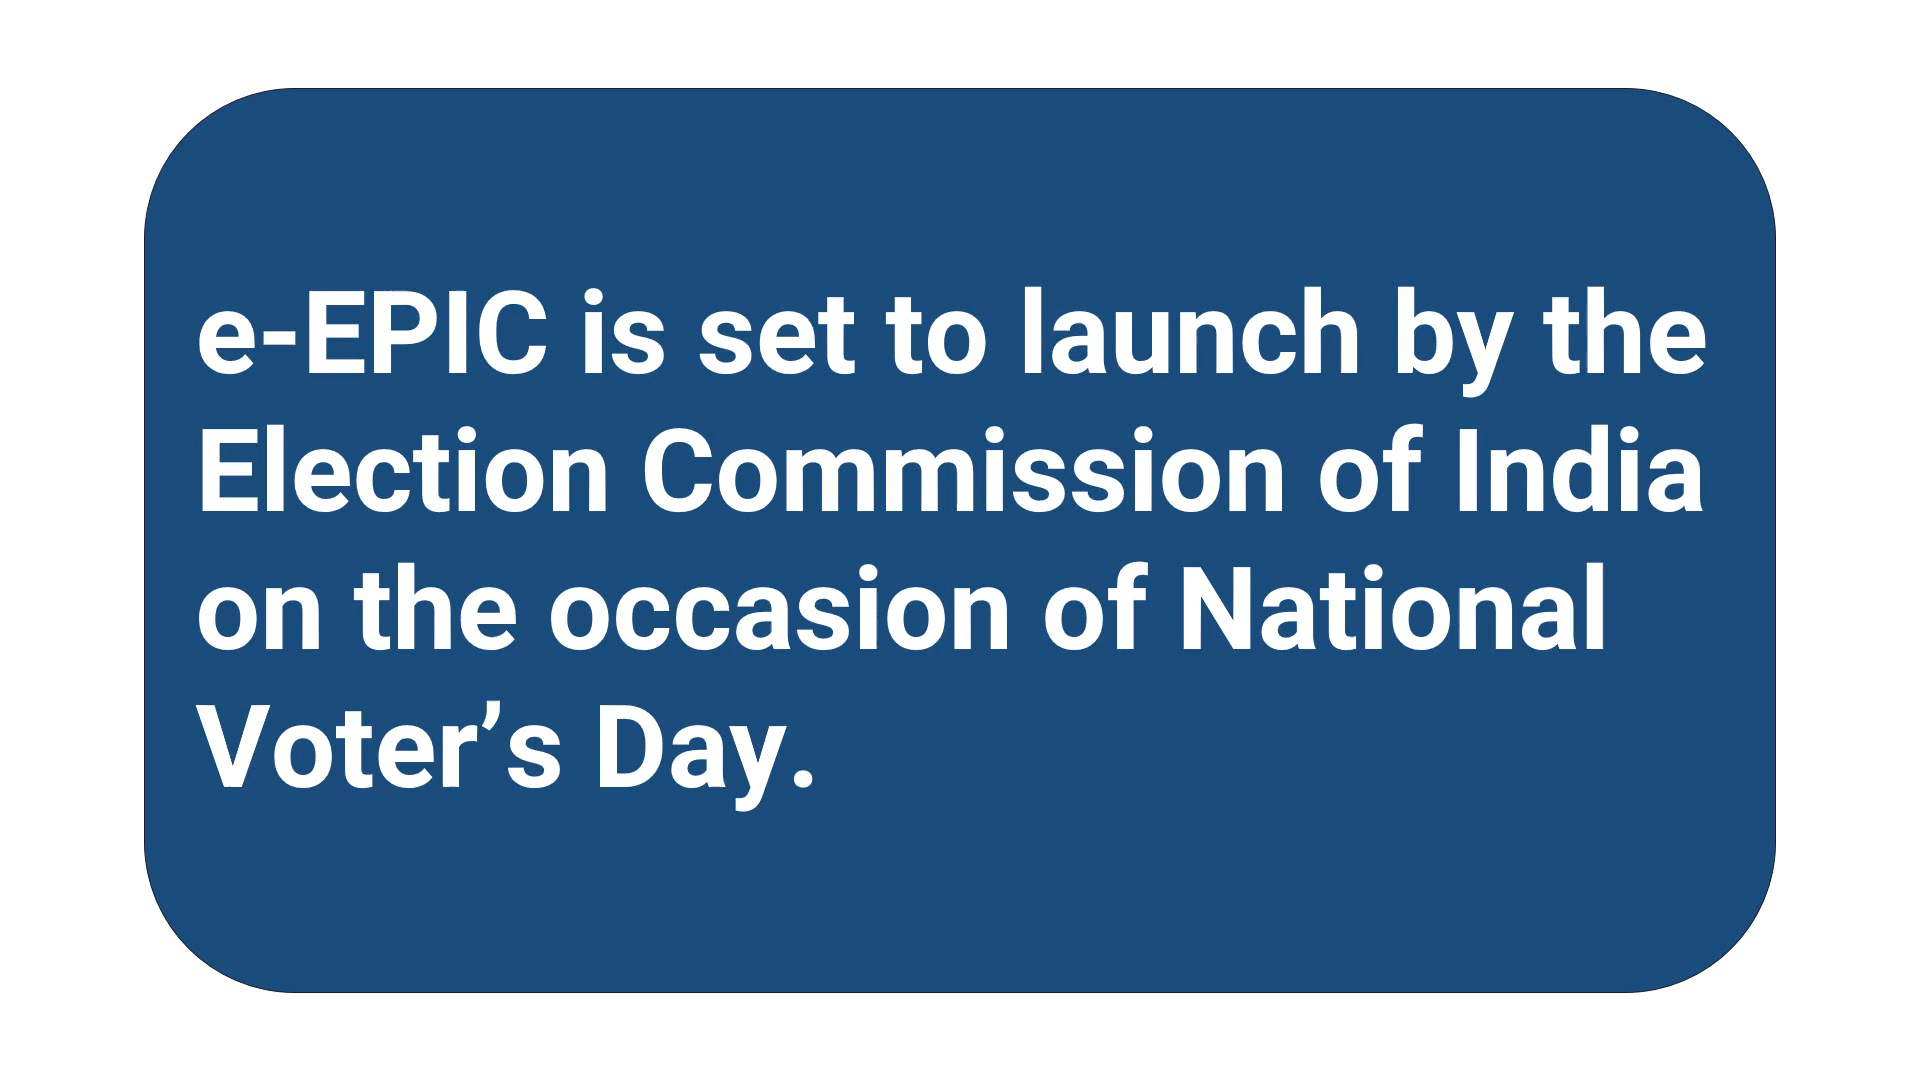 e-EPIC is set to launch by the
Election Commission of India
on the occasion of National
Voter’s Day.